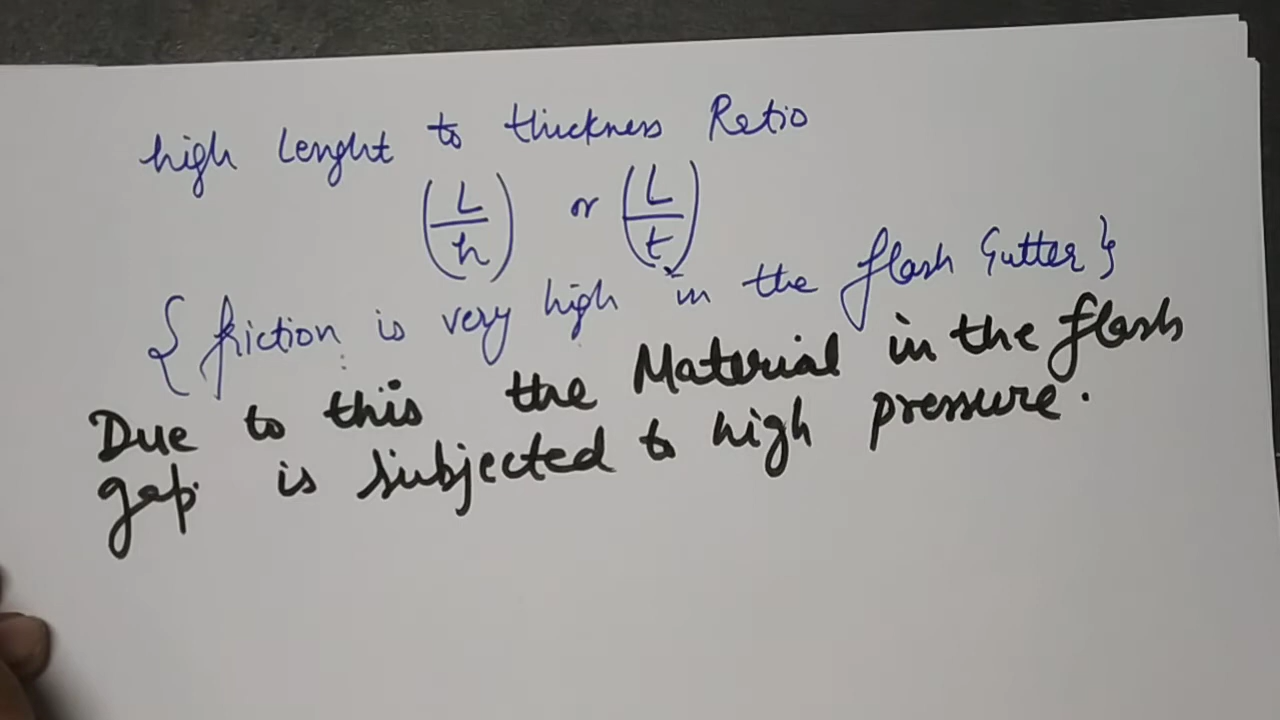 high Lenght to thickness Retio
(L/h) or (L/t)
{ friction is very high in the flash Gutter }
Due to this the Material in the flash
gap. is subjected to high pressure.